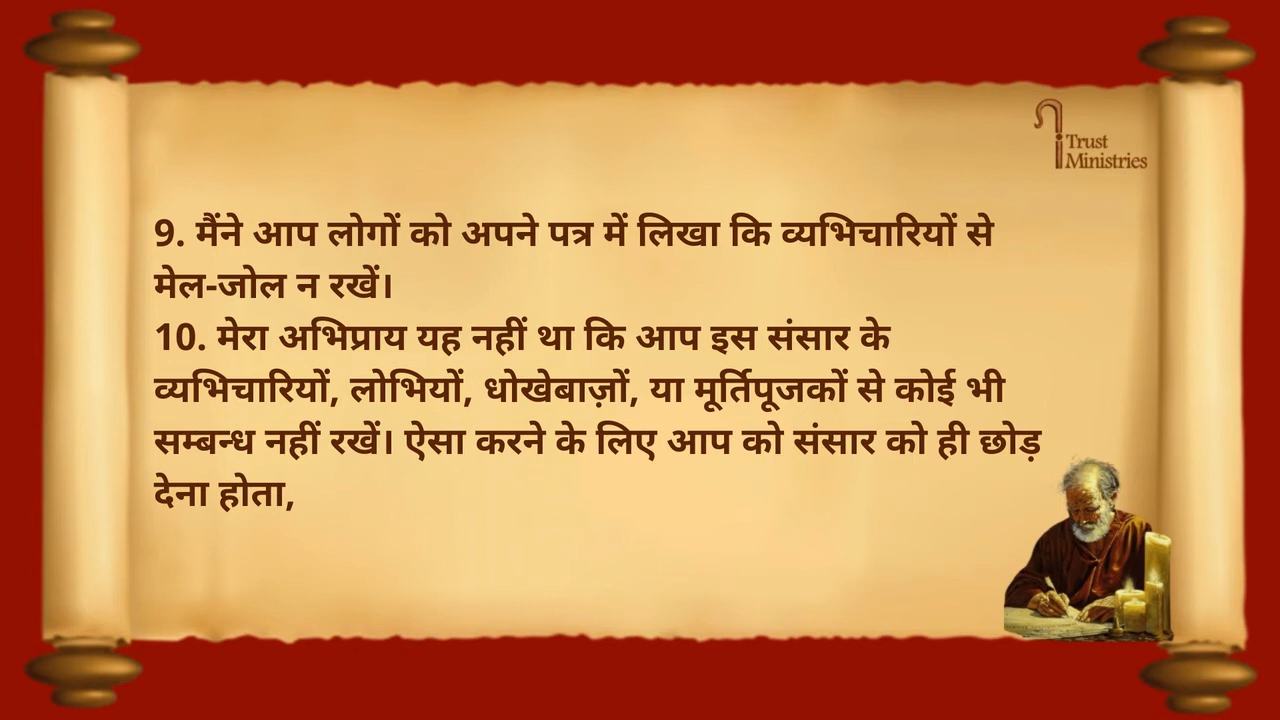 Trust
Ministries
9. मैंने आप लोगों को अपने पत्र में लिखा कि व्यभिचारियों से
मेल-जोल न रखें।
10. मेरा अभिप्राय यह नहीं था कि आप इस संसार के
व्यभिचारियों, लोभियों, धोखेबाज़ों, या मूर्तिपूजकों से कोई भी
सम्बन्ध नहीं रखें। ऐसा करने के लिए आप को संसार को ही छोड़
देना होता,